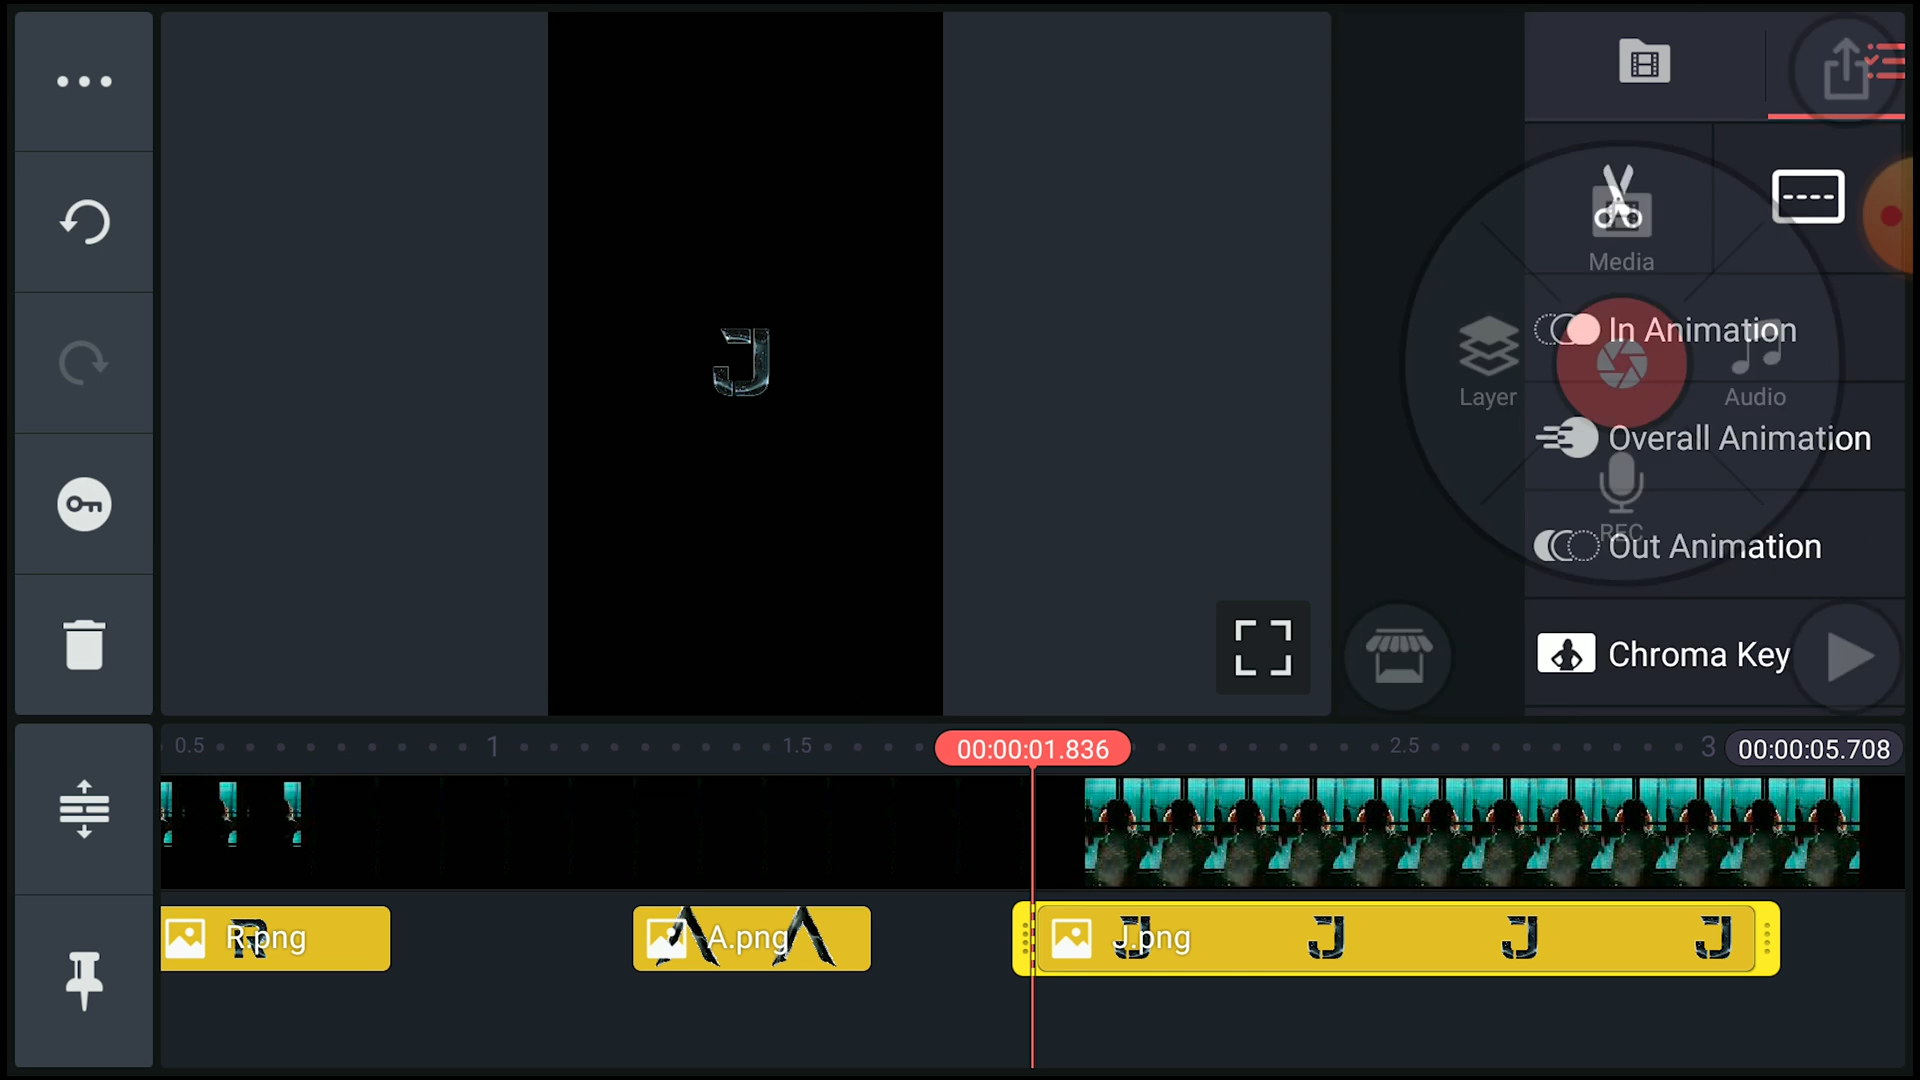 Media
In Animation
Layer
Audio
Overall Animation
REC
Out Animation
Chroma Key
0.5
1
1.5
00:00:01.836
2.5
3
00:00:05.708
R.png
A.png
J.png
J
J
J
J
J